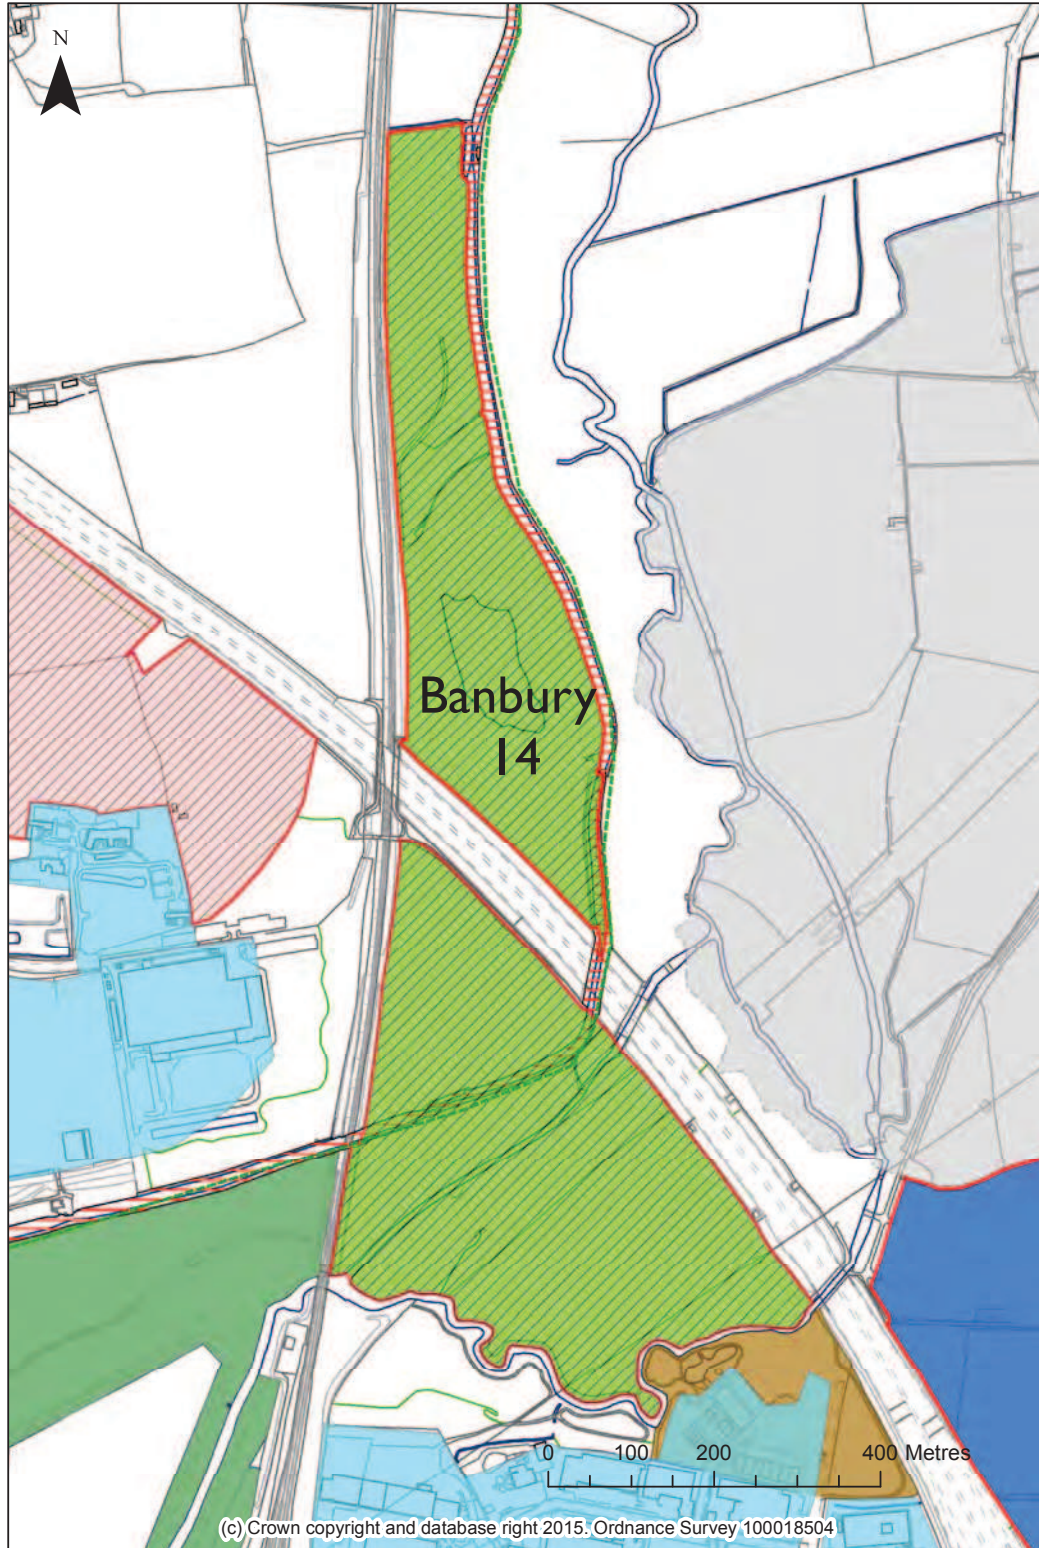 N
Banbury
14
0 100 200 400 Metres
(c) Crown copyright and database right 2015. Ordnance Survey 100018504